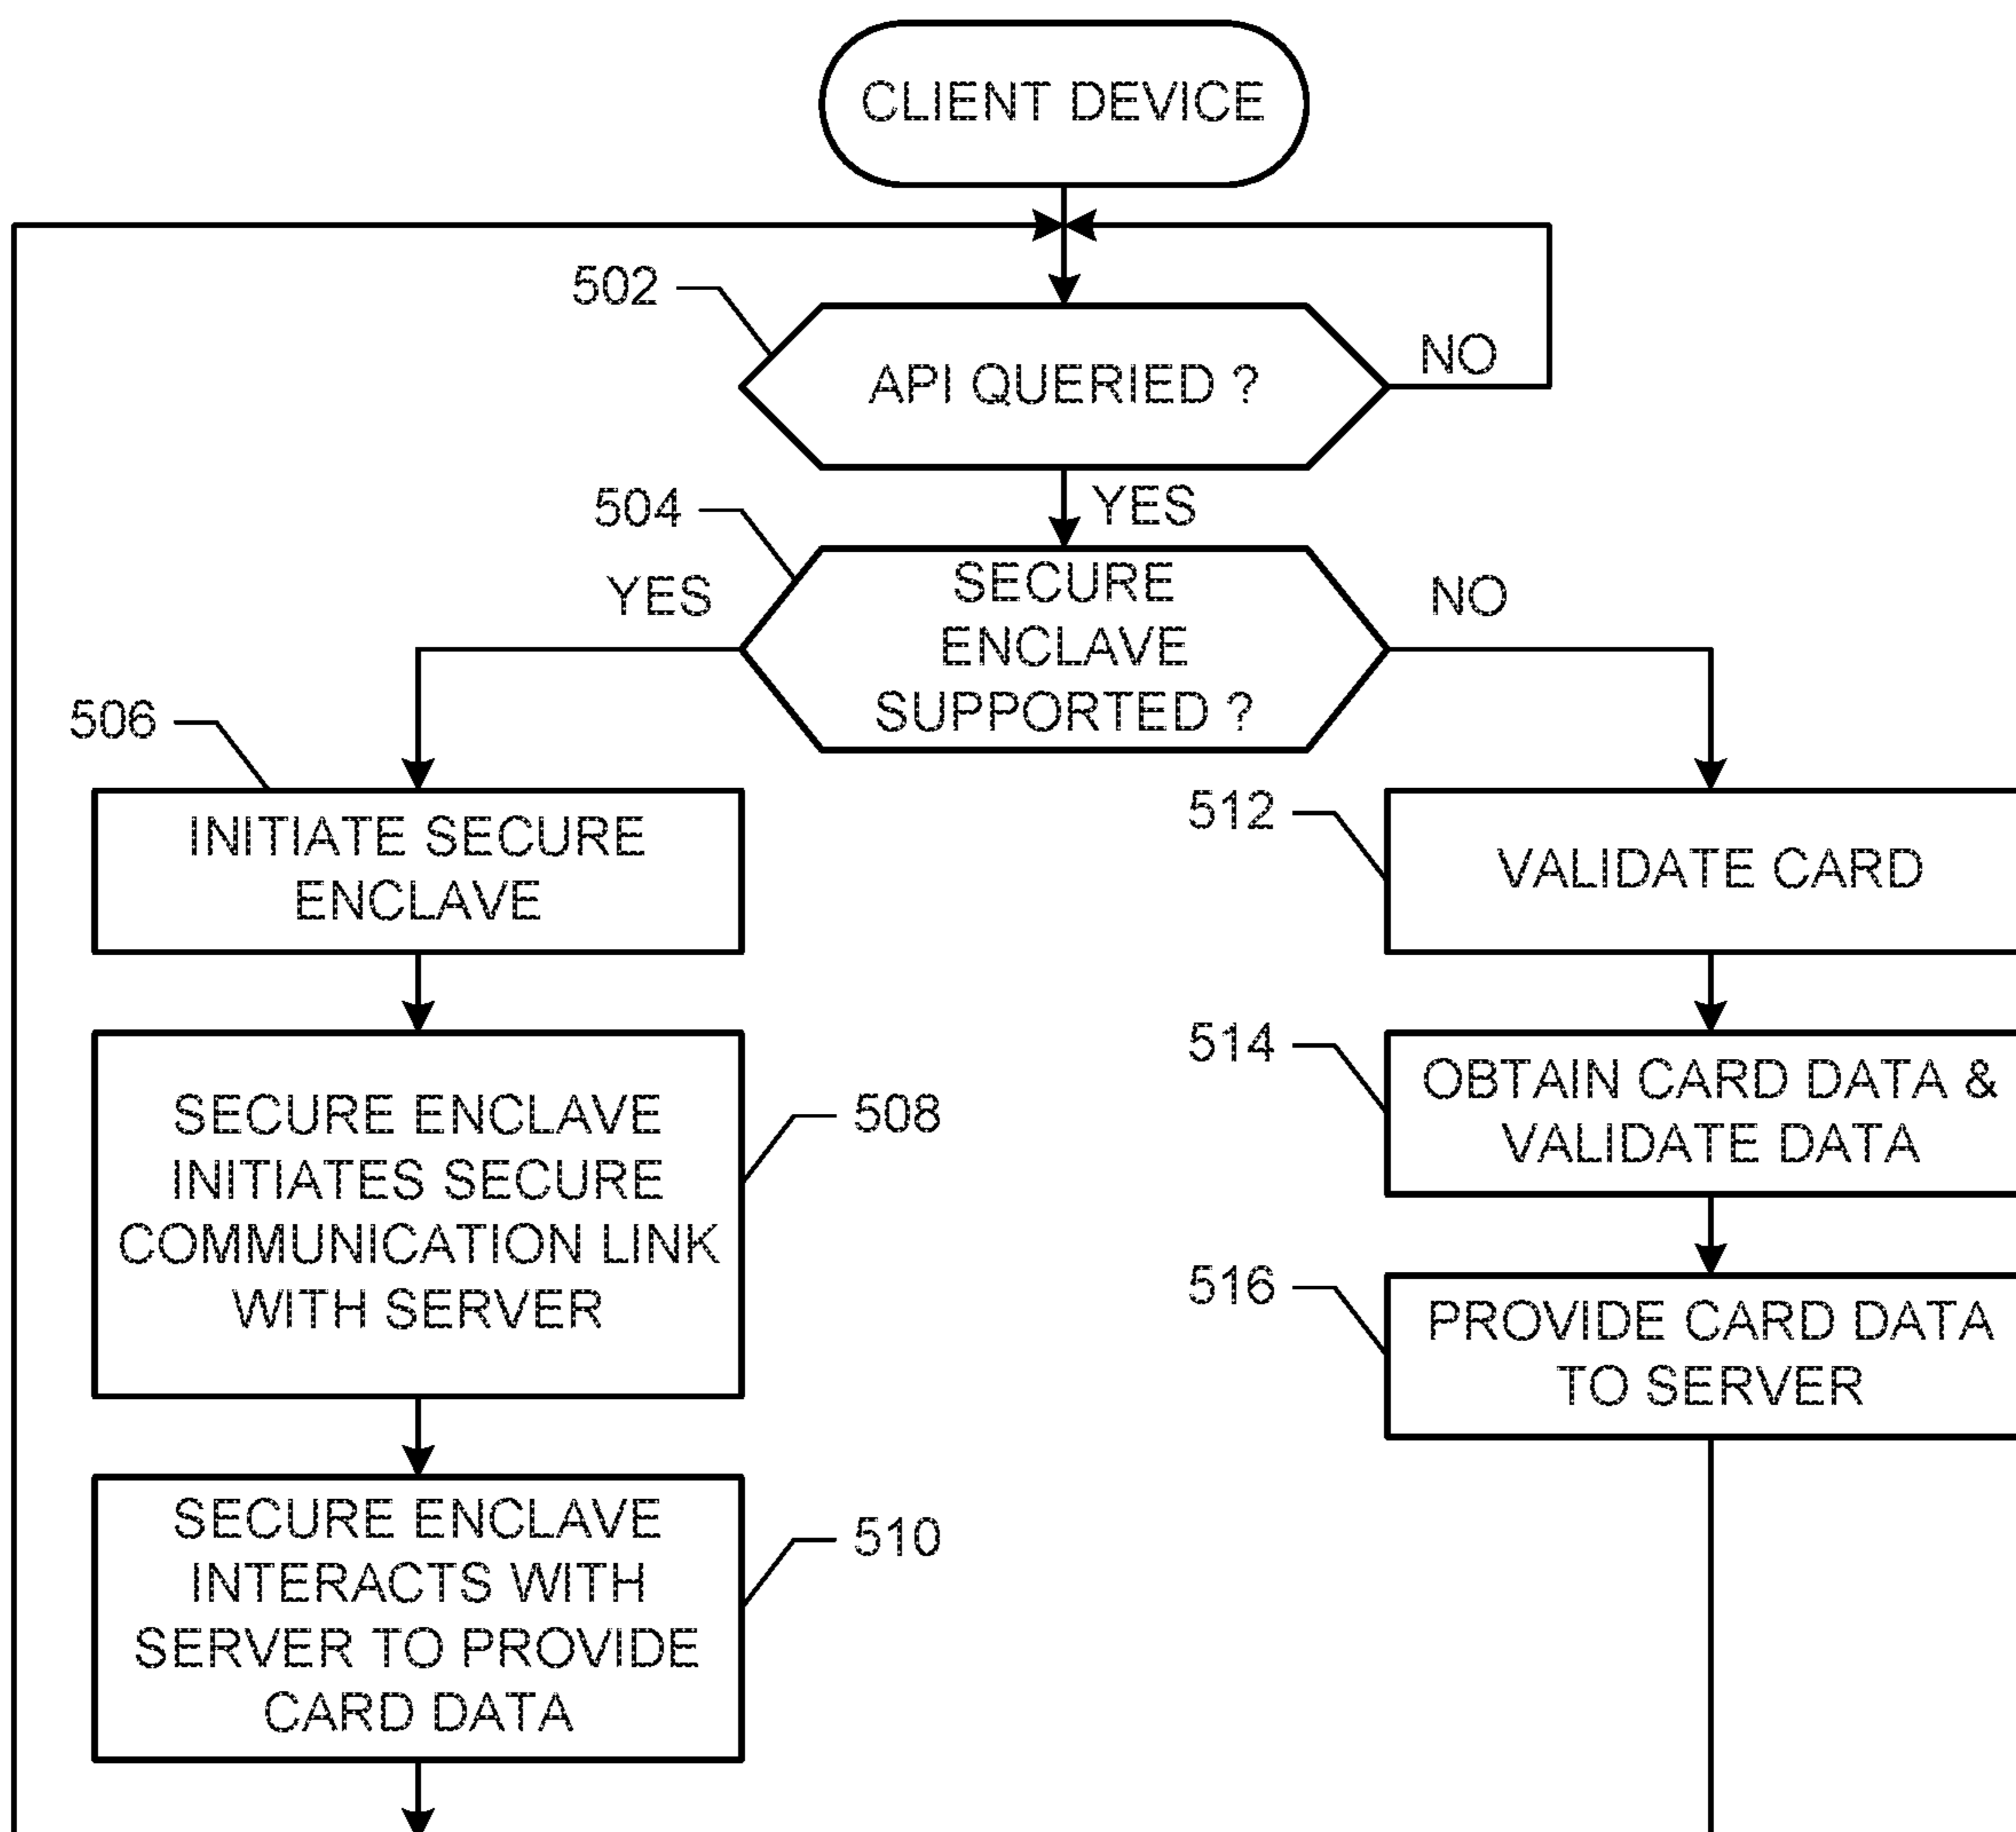 CLIENT DEVICE
502
API QUERIED ?
NO
YES
504
SECURE
ENCLAVE
SUPPORTED ?
YES
NO
506
INITIATE SECURE
ENCLAVE
508
SECURE ENCLAVE
INITIATES SECURE
COMMUNICATION LINK
WITH SERVER
510
SECURE ENCLAVE
INTERACTS WITH
SERVER TO PROVIDE
CARD DATA
512
VALIDATE CARD
514
OBTAIN CARD DATA &
VALIDATE DATA
516
PROVIDE CARD DATA
TO SERVER